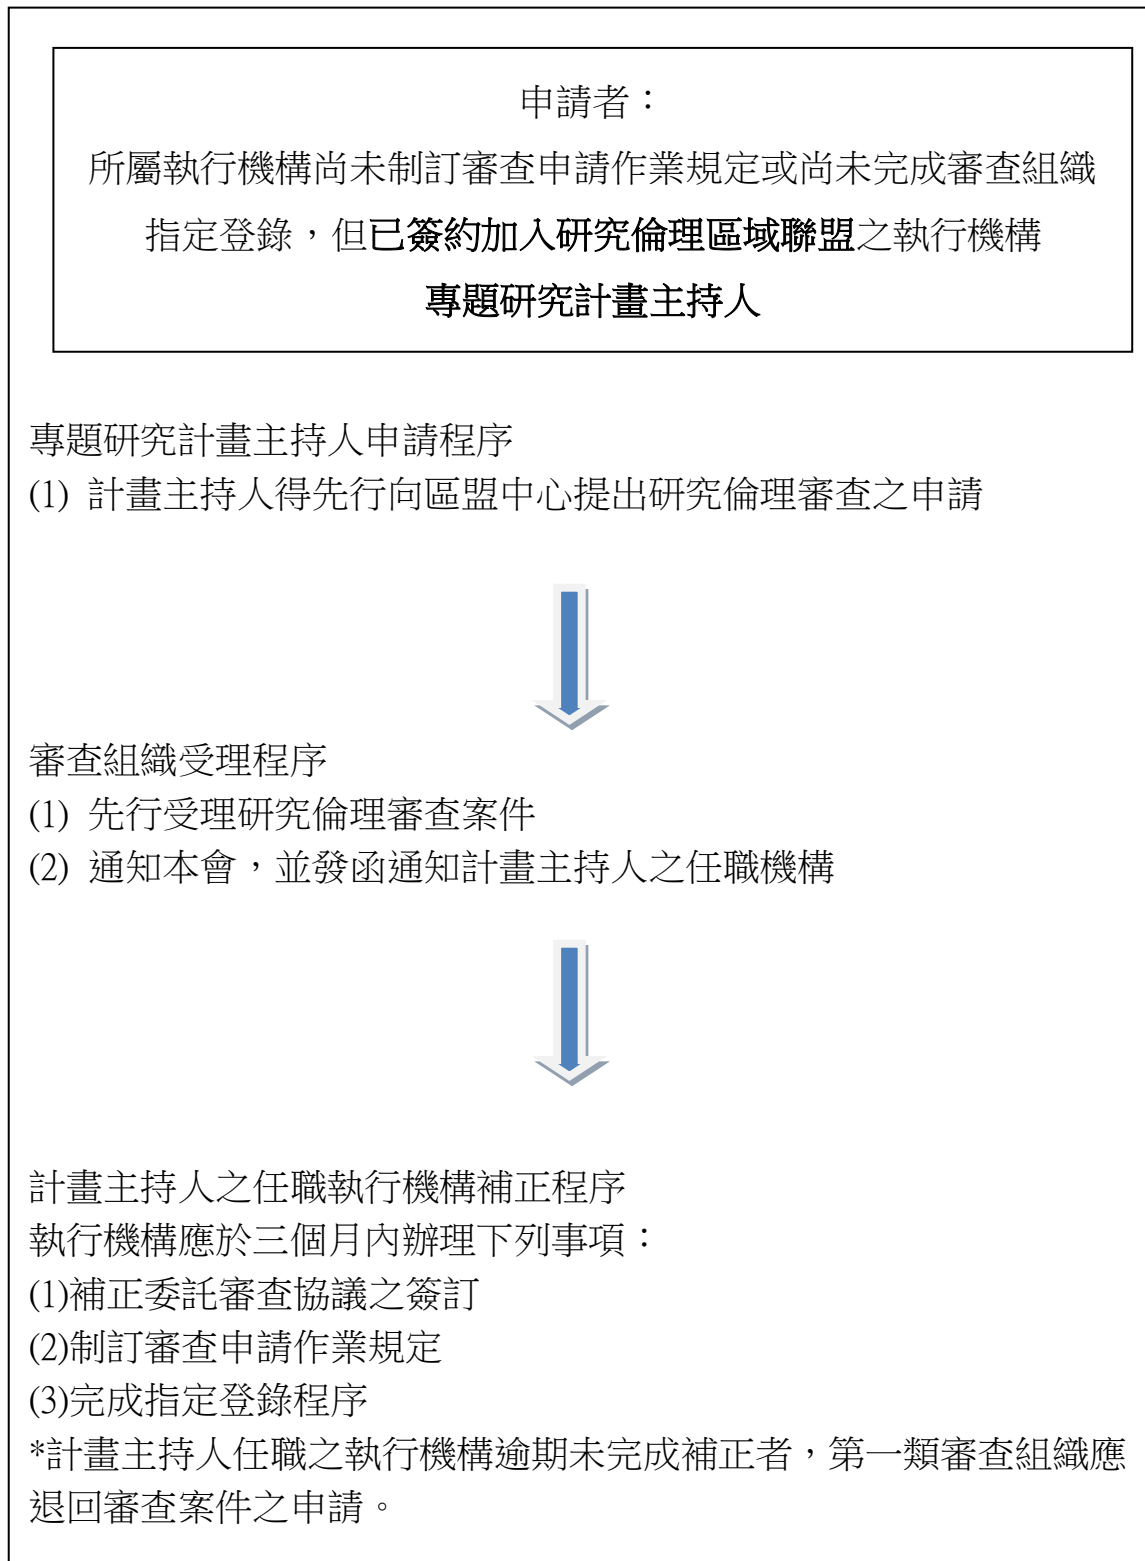 申請者：
所屬執行機構尚未制訂審查申請作業規定或尚未完成審查組織
指定登錄，但已簽約加入研究倫理區域聯盟之執行機構
專題研究計畫主持人
專題研究計畫主持人申請程序
(1) 計畫主持人得先行向區盟中心提出研究倫理審查之申請
審查組織受理程序
(1) 先行受理研究倫理審查案件
(2) 通知本會，並發函通知計畫主持人之任職機構
計畫主持人之任職執行機構補正程序
執行機構應於三個月內辦理下列事項：
(1)補正委託審查協議之簽訂
(2)制訂審查申請作業規定
(3)完成指定登錄程序
*計畫主持人任職之執行機構逾期未完成補正者，第一類審查組織應
退回審查案件之申請。